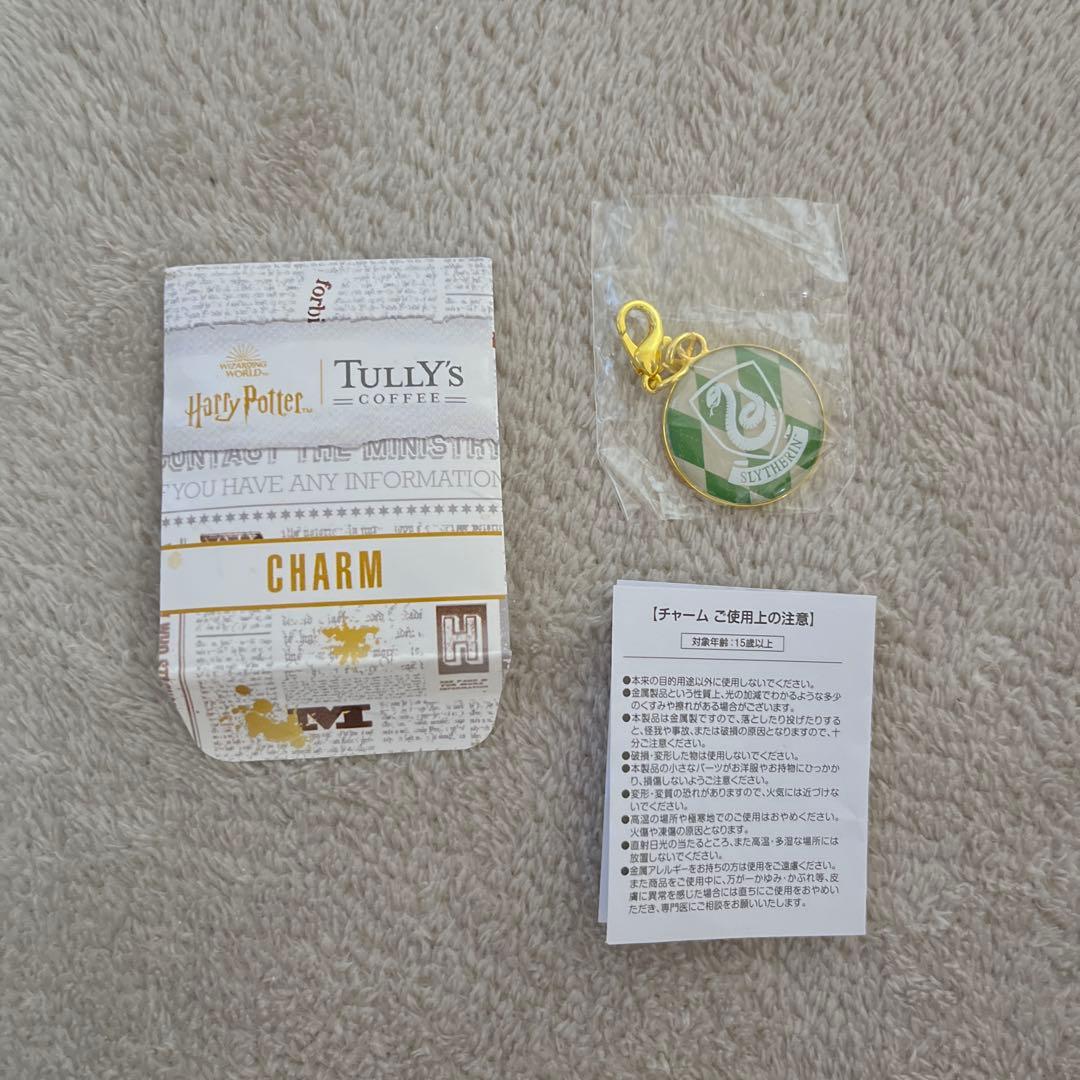 forbi
WIZARDING
WORLD
Harry Potter™
TULLY'S
COFFEE
CONTACT THE MINISTRY
YOU HAVE ANY INFORMATION
CHARM
H
M
SLYTHERIN
【チャーム ご使用上の注意】
対象年齢：15歳以上
●本来の目的用途以外に使用しないでください。
●金属製品という性質上、光の加減でわかるような多少
のくすみや擦れがある場合がございます。
●本製品は金属製ですので、落としたり投げたりする
と、怪我や事故、または破損の原因となりますので、十
分ご注意ください。
●破損・変形した物は使用しないでください。
●本製品の小さなパーツがお洋服やお持物にひっかか
り、損傷しないようご注意ください。
●変形・変質の恐れがありますので、火気には近づけな
いでください。
●高温の場所や極寒地でのご使用はおやめください。
火傷や凍傷の原因となります。
●直射日光の当たるところ、また高温・多湿な場所には
放置しないでください。
●金属アレルギーをお持ちの方は使用をご遠慮ください。
また商品をご使用中に、万が一かゆみ・かぶれ等、皮
膚に異常を感じた場合には直ちにご使用をおやめい
ただき、専門医にご相談をお願いいたします。